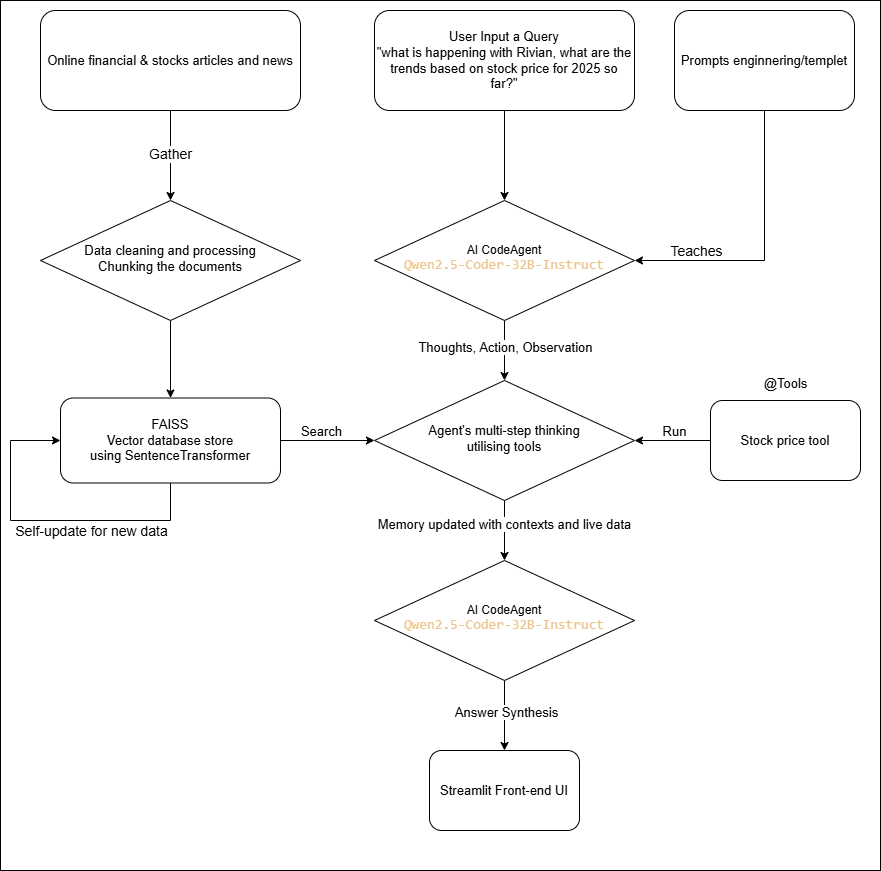 Online financial & stocks articles and news
User Input a Query
"what is happening with Rivian, what are the
trends based on stock price for 2025 so
far?"
Prompts enginnering/templet
Gather
Data cleaning and processing
Chunking the documents
AI CodeAgent
Qwen2.5-Coder-32B-Instruct
Teaches
Thoughts, Action, Observation
@Tools
FAISS
Vector database store
using SentenceTransformer
Search
Agent's multi-step thinking
utilising tools
Run
Stock price tool
Self-update for new data
Memory updated with contexts and live data
AI CodeAgent
Qwen2.5-Coder-32B-Instruct
Answer Synthesis
Streamlit Front-end UI